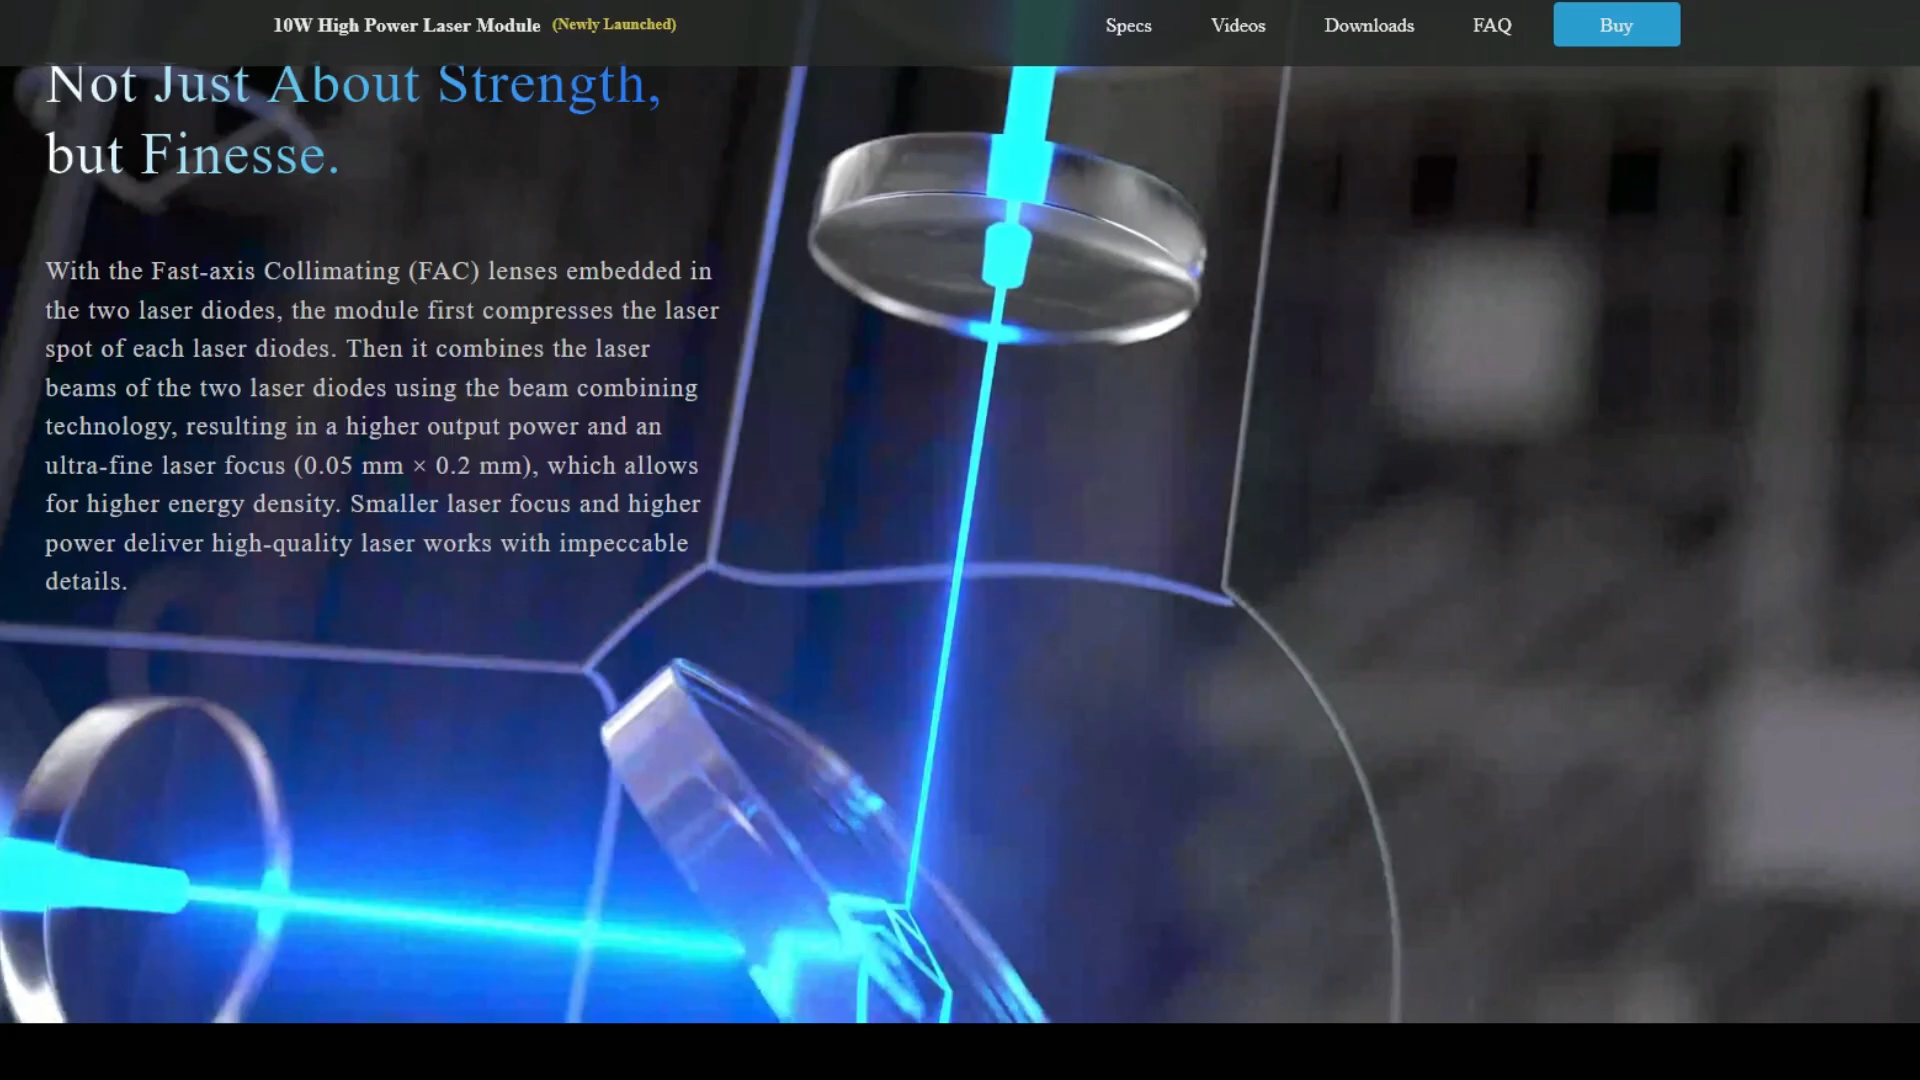 10W High Power Laser Module (Newly Launched) Specs Videos Downloads FAQ Buy
Not Just About Strength,
but Finesse.
With the Fast-axis Collimating (FAC) lenses embedded in
the two laser diodes, the module first compresses the laser
spot of each laser diodes. Then it combines the laser
beams of the two laser diodes using the beam combining
technology, resulting in a higher output power and an
ultra-fine laser focus (0.05 mm × 0.2 mm), which allows
for higher energy density. Smaller laser focus and higher
power deliver high-quality laser works with impeccable
details.